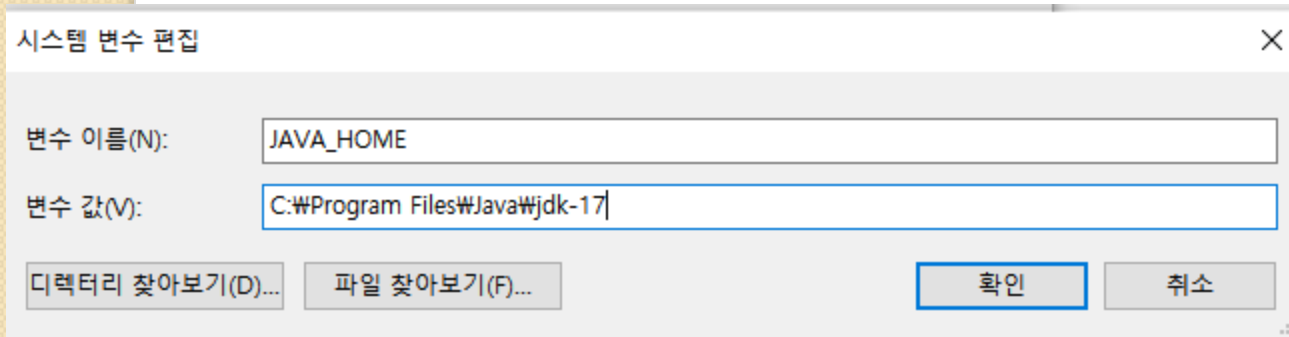 시스템 변수 편집
변수 이름(N):
JAVA_HOME
변수 값(V):
C:₩Program Files₩Java₩jdk-17
디렉터리 찾아보기(D)...
파일 찾아보기(F)...
확인
취소